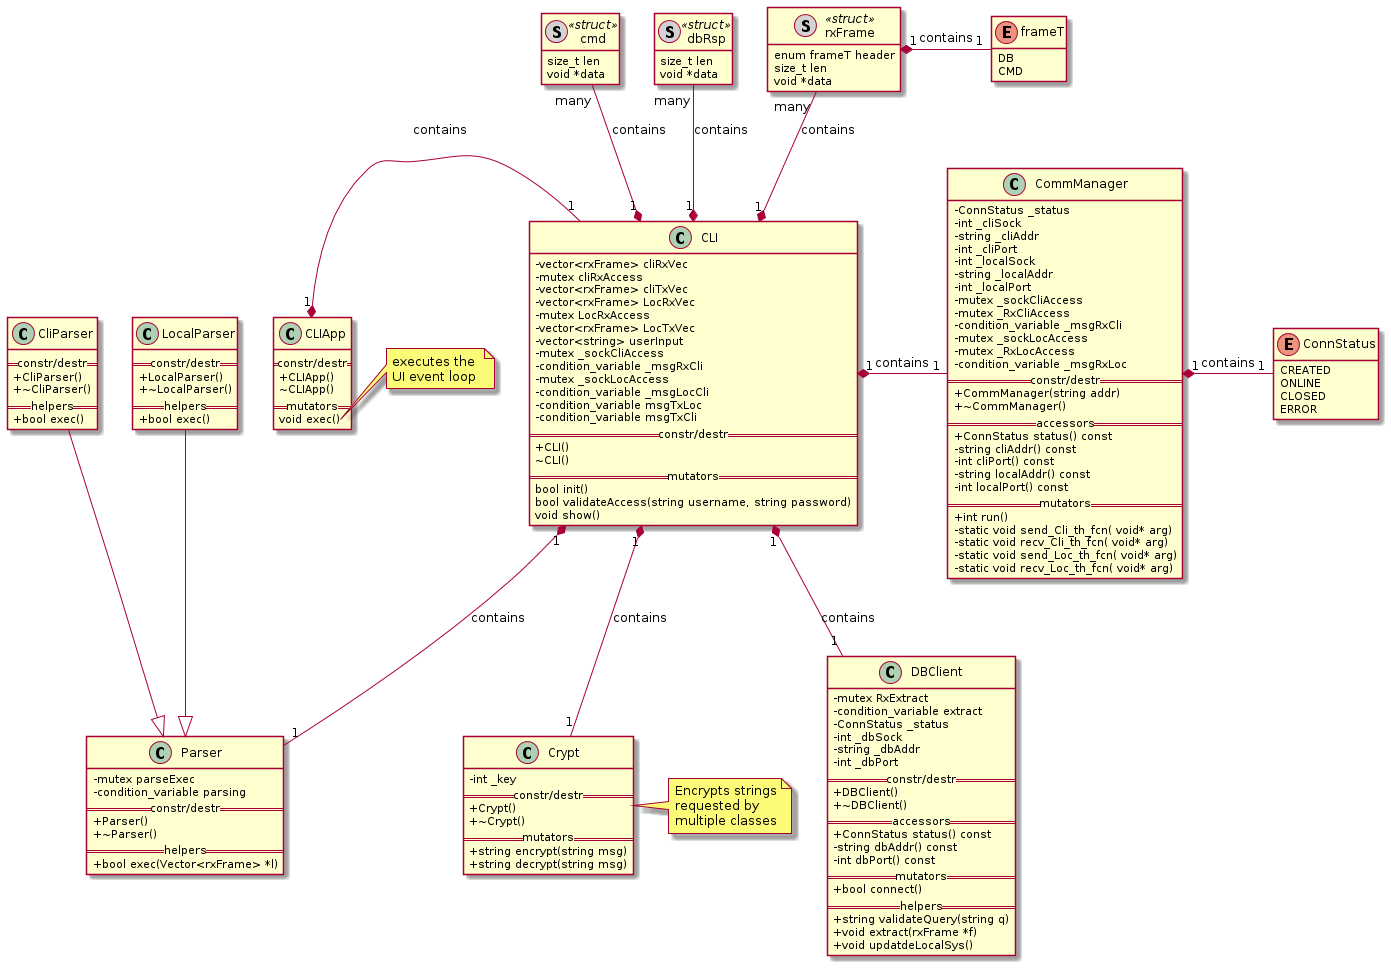 S «struct»
cmd
size_t len
void *data
S «struct»
dbRsp
size_t len
void *data
S «struct»
rxFrame
enum frameT header
size_t len
void *data
1 contains 1
E frameT
DB
CMD
many
contains
1
many
contains
1
many
contains
1
contains
1
1
C CLI
-vector<rxFrame> cliRxVec
-mutex cliRxAccess
-vector<rxFrame> cliTxVec
-vector<rxFrame> LocRxVec
-mutex LocRxAccess
-vector<rxFrame> LocTxVec
-vector<string> userInput
-mutex _sockCliAccess
-condition_variable _msgRxCli
-mutex _sockLocAccess
-condition_variable _msgLocCli
-condition_variable msgTxLoc
-condition_variable msgTxCli
constr/destr
+CLI()
~CLI()
mutators
bool init()
bool validateAccess(string username, string password)
void show()
1 contains 1
C CommManager
-ConnStatus _status
-int _cliSock
-string _cliAddr
-int _cliPort
-int _localSock
-string _localAddr
-int _localPort
-mutex _sockCliAccess
-mutex _RxCliAccess
-condition_variable _msgRxCli
-mutex _sockLocAccess
-mutex _RxLocAccess
-condition_variable _msgRxLoc
constr/destr
+CommManager(string addr)
+~CommManager()
accessors
+ConnStatus status() const
-string cliAddr() const
-int cliPort() const
-string localAddr() const
-int localPort() const
mutators
+int run()
-static void send_Cli_th_fcn( void* arg)
-static void recv_Cli_th_fcn( void* arg)
-static void send_Loc_th_fcn( void* arg)
-static void recv_Loc_th_fcn( void* arg)
1 contains 1
E ConnStatus
CREATED
ONLINE
CLOSED
ERROR
C CliParser
constr/destr
+CliParser()
+~CliParser()
helpers
+bool exec()
C LocalParser
constr/destr
+LocalParser()
+~LocalParser()
helpers
+bool exec()
C CLIApp
constr/destr
+CLIApp()
~CLIApp()
mutators
void exec()
executes the
UI event loop
1
contains
1
1
contains
1
1
contains
1
C Parser
-mutex parseExec
-condition_variable parsing
constr/destr
+Parser()
+~Parser()
helpers
+bool exec(Vector<rxFrame> *l)
C Crypt
-int _key
constr/destr
+Crypt()
+~Crypt()
mutators
+string encrypt(string msg)
+string decrypt(string msg)
Encrypts strings
requested by
multiple classes
C DBClient
-mutex RxExtract
-condition_variable extract
-ConnStatus _status
-int _dbSock
-string _dbAddr
-int _dbPort
constr/destr
+DBClient()
+~DBClient()
accessors
+ConnStatus status() const
-string dbAddr() const
-int dbPort() const
mutators
+bool connect()
helpers
+string validateQuery(string q)
+void extract(rxFrame *f)
+void updatdeLocalSys()